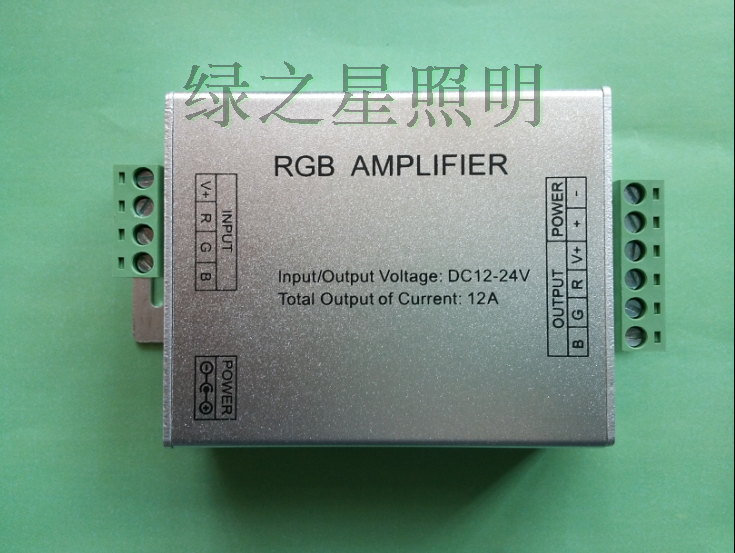 绿之星照明
RGB AMPLIFIER
V+ R G B
INPUT
Input/Output Voltage: DC12-24V
Total Output of Current: 12A
POWER
POWER
- +
OUTPUT
V+ R G B